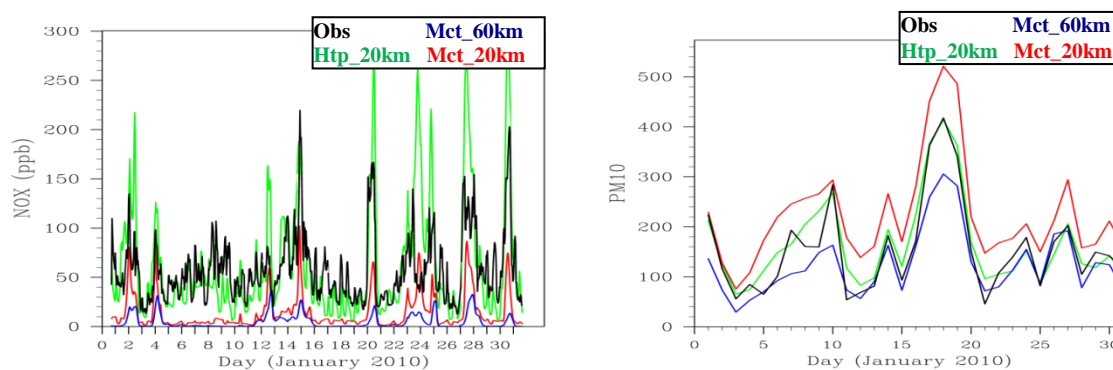 300
250
200
150
100
50
0
NOX (ppb)
0 2 4 6 8 10 12 14 16 18 20 22 24 26 28 30
Day (January 2010)
Obs Mct_60km
Htp_20km Mct_20km
500
400
300
200
100
0
PM10
0 5 10 15 20 25 30
Day (January 2010)
Obs Mct_60km
Htp_20km Mct_20km